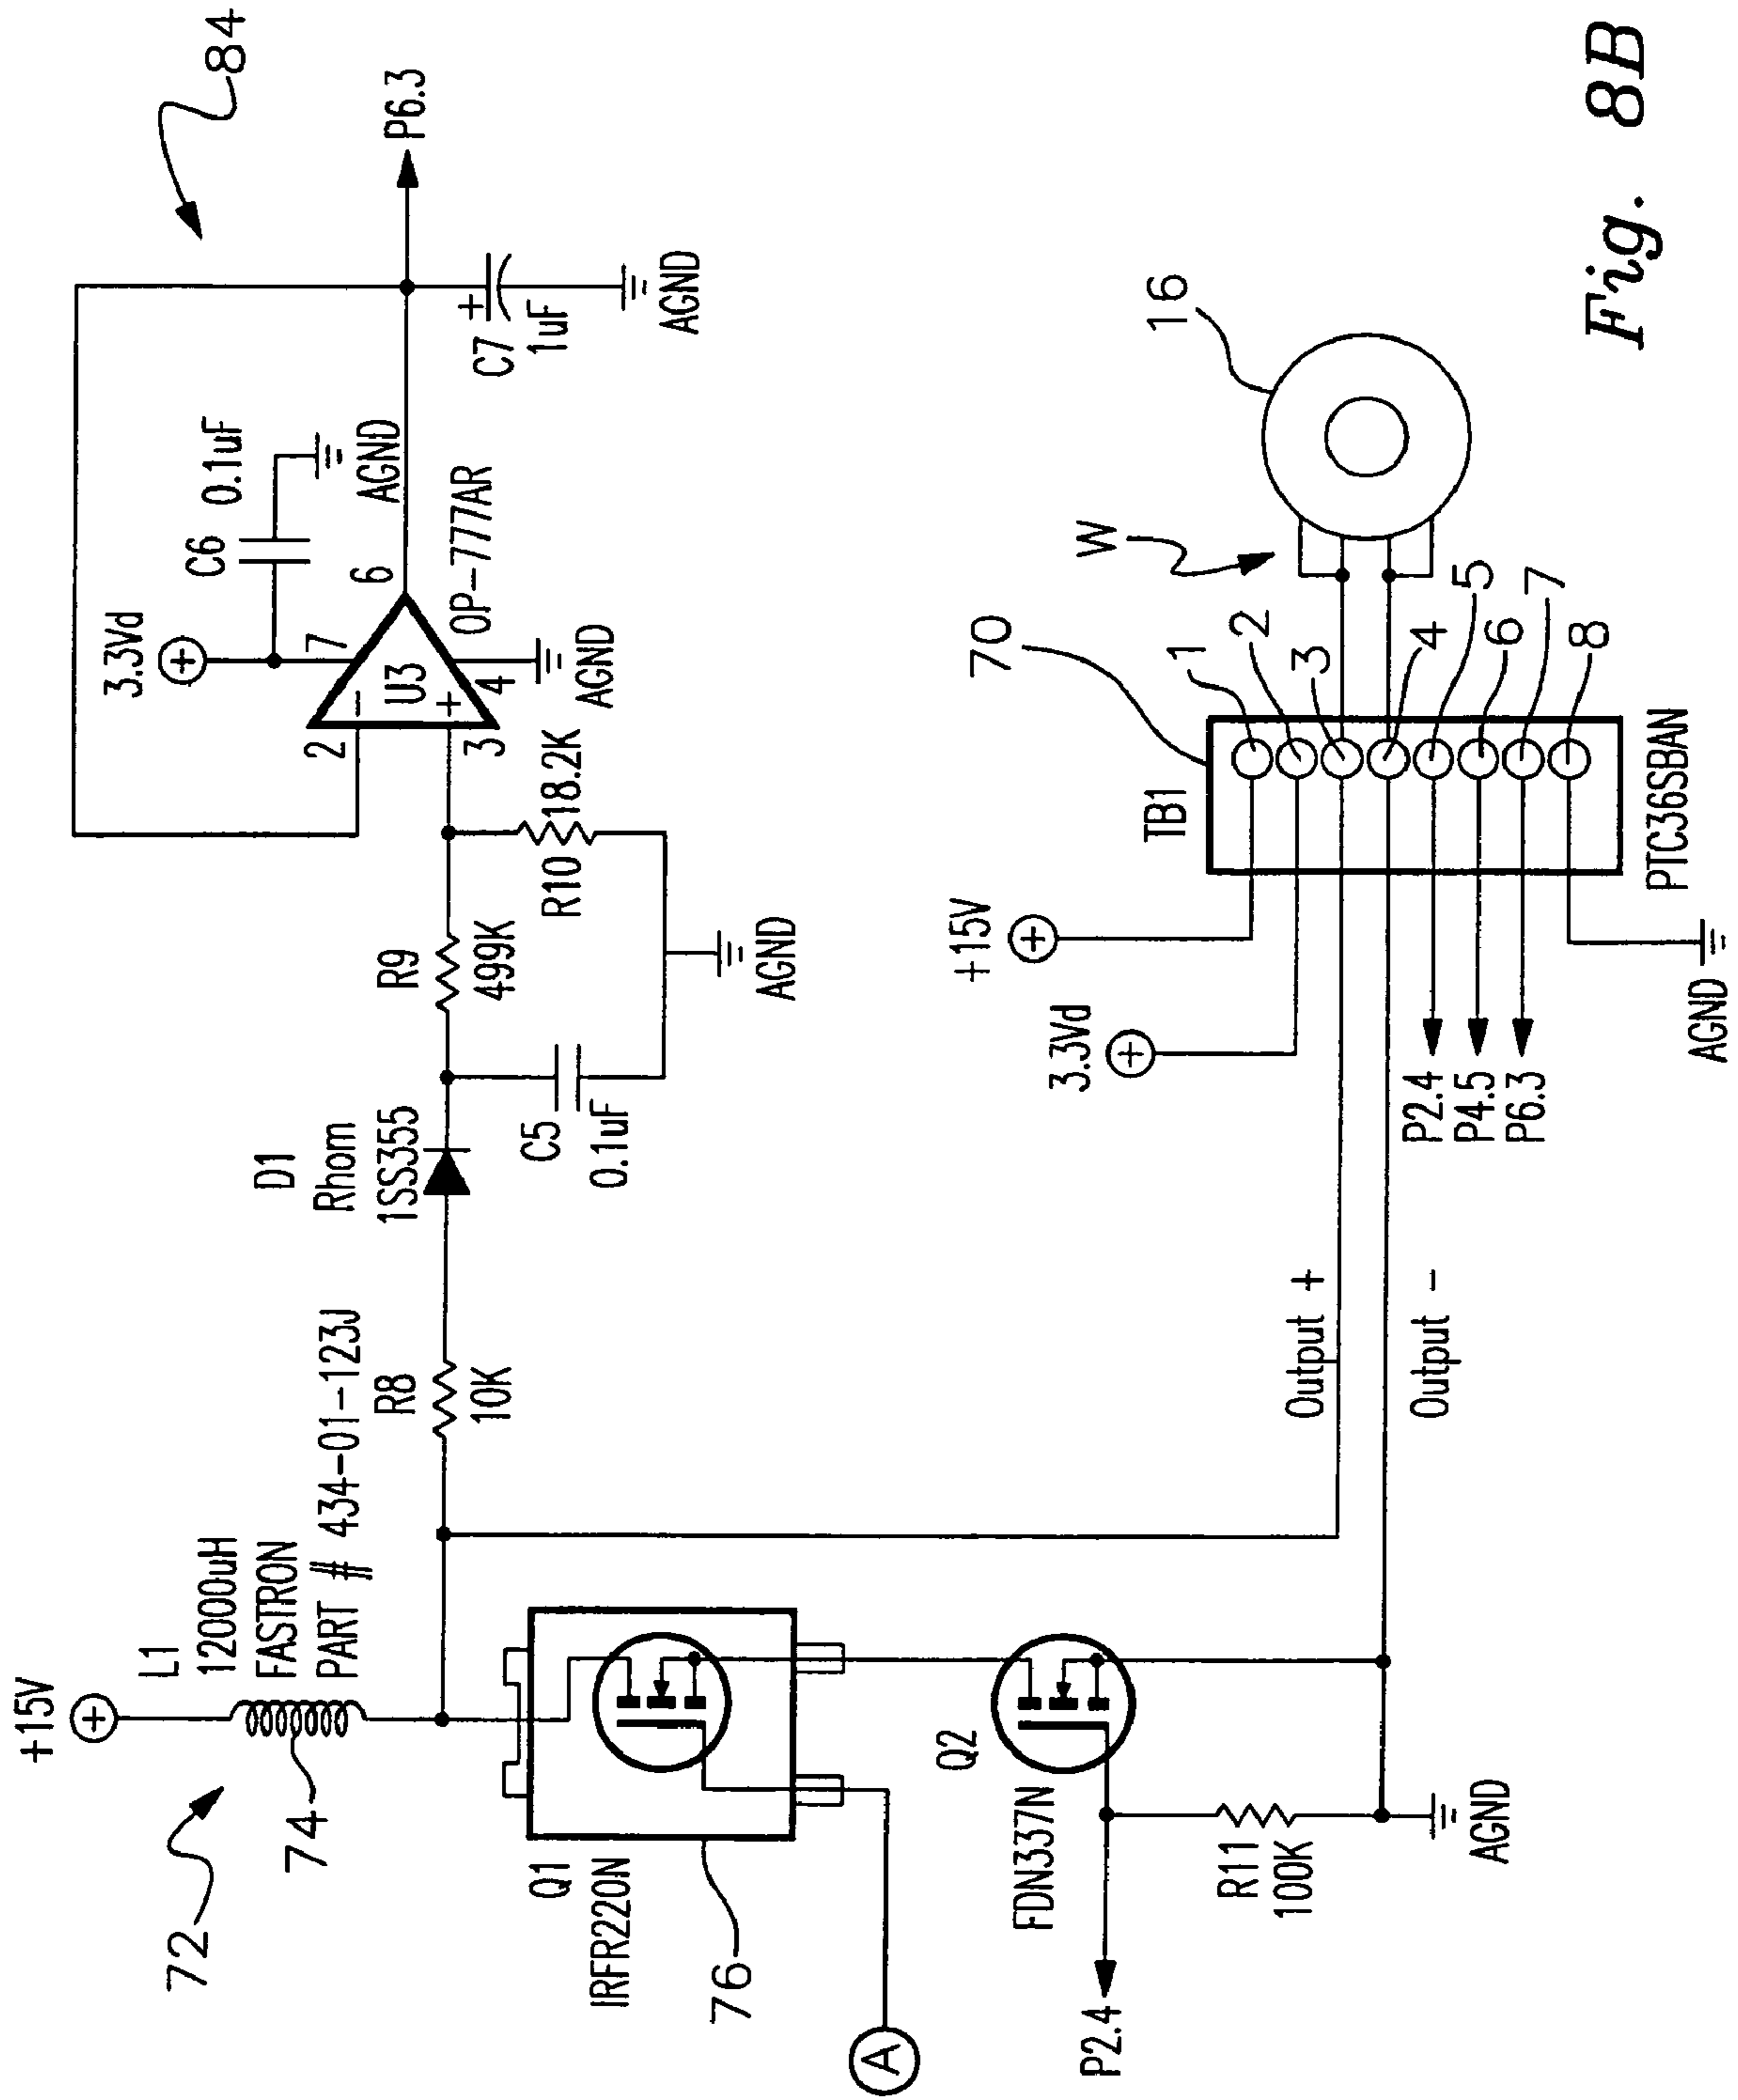 84
P6.3
C7
+
1uF
AGND
0.1uF
C6
AGND
3.3Vd
+
7
6
OP-777AR
U3
-
+
2
3
4
AGND
18.2K
R10
R9
499K
AGND
D1
Rhom
1SS355
C5
0.1uF
R8
10K
+15V
+
L1
12000uH
FASTRON
PART # 434-01-123J
72
74
Q1
IRFR220N
76
A
Q2
FDN337N
P2.4
R11
100K
AGND
Output +
Output -
16
W
70
1
2
3
4
5
6
7
8
TB1
PTC36SBAN
+15V
+
3.3Vd
+
P2.4
P4.5
P6.3
AGND
Fig. 8B